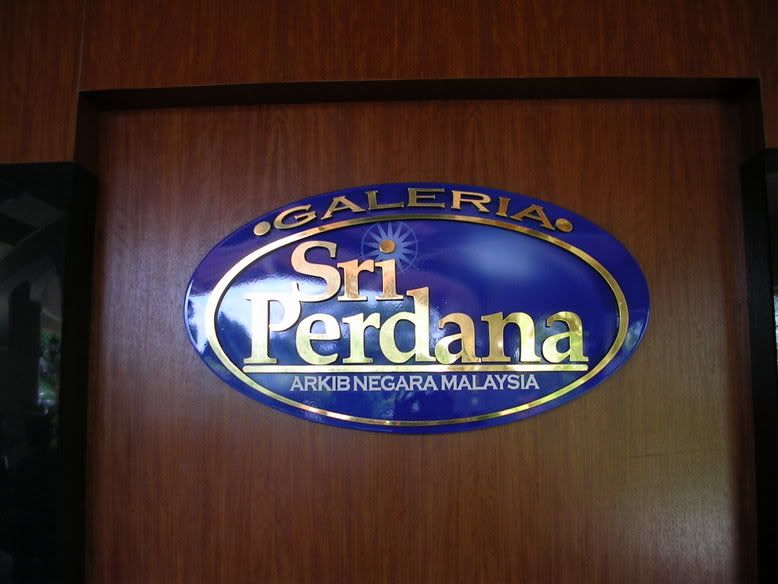 GALERIA
Sri
Perdana
ARKIB NEGARA MALAYSIA